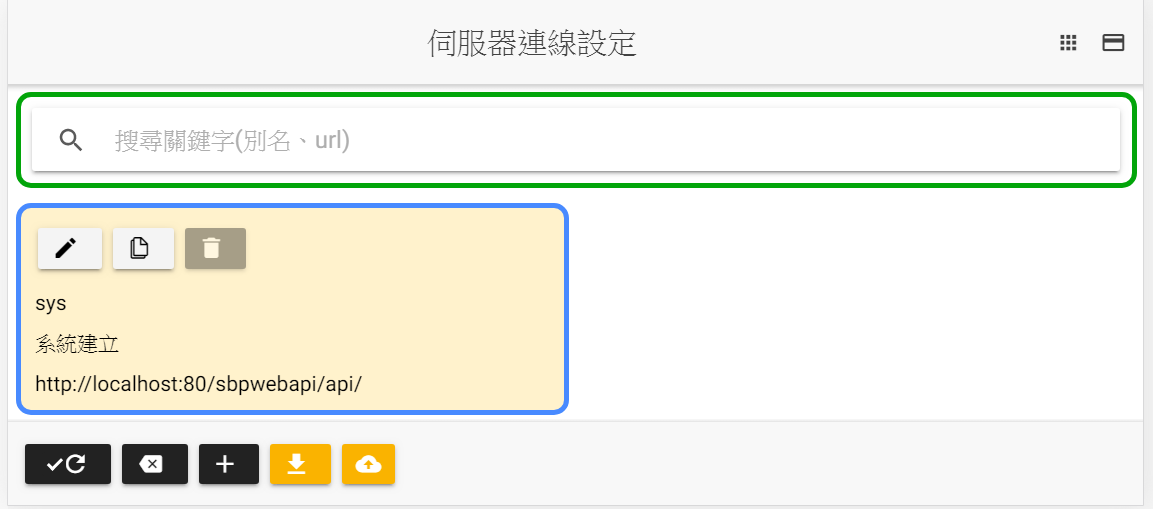 伺服器連線設定
搜尋關鍵字(別名、url)
sys
系統建立
http://localhost:80/sbpwebapi/api/